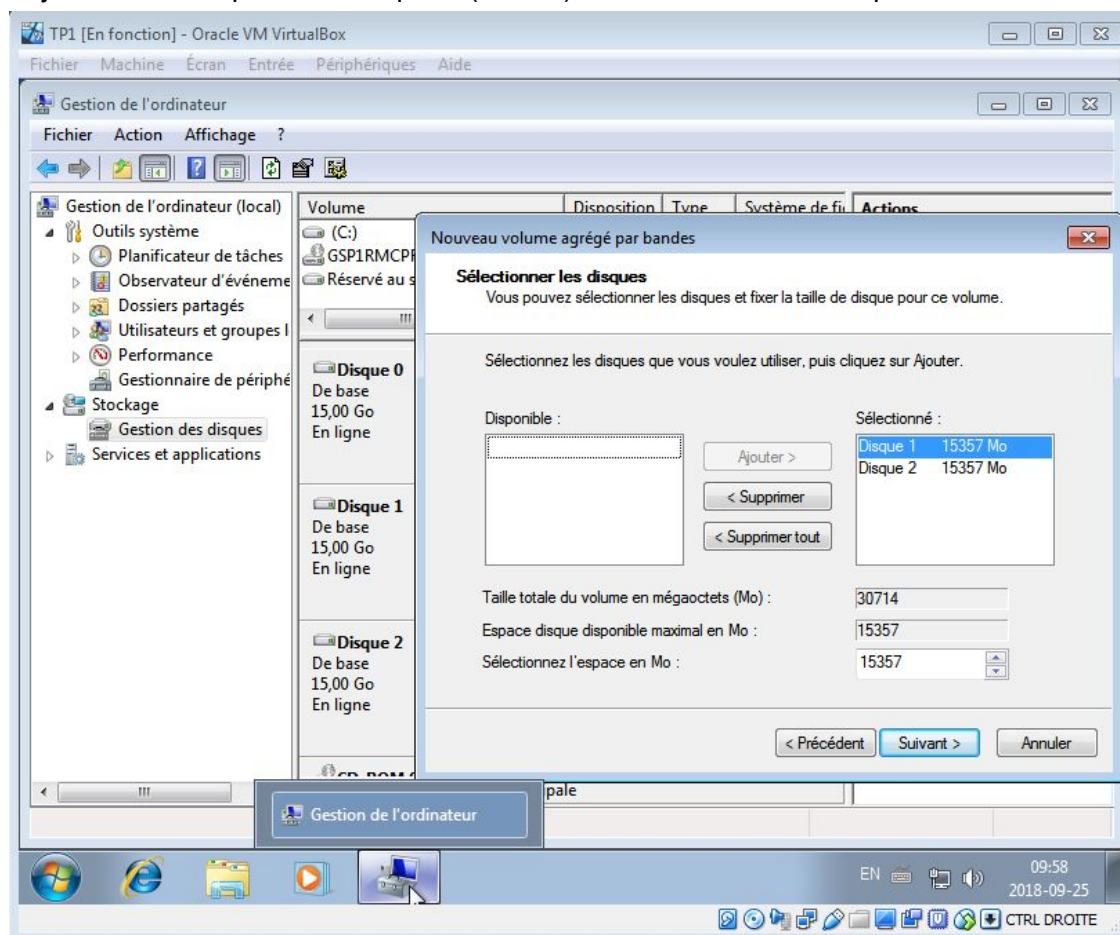 TP1 [En fonction] - Oracle VM VirtualBox
Fichier Machine Écran Entrée Périphériques Aide
Gestion de l'ordinateur
Fichier Action Affichage ?
Gestion de l'ordinateur (local)
Outils système
Planificateur de tâches
Observateur d'événeme
Dossiers partagés
Utilisateurs et groupes l
Performance
Gestionnaire de périphé
Stockage
Gestion des disques
Services et applications
Volume Disposition Type Système de fi Actions
(C:)
GSP1RMCPR
Réservé au s
Disque 0
De base
15,00 Go
En ligne
Disque 1
De base
15,00 Go
En ligne
Disque 2
De base
15,00 Go
En ligne
CD-ROM
Nouveau volume agrégé par bandes
Sélectionner les disques
Vous pouvez sélectionner les disques et fixer la taille de disque pour ce volume.
Sélectionnez les disques que vous voulez utiliser, puis cliquez sur Ajouter.
Disponible : Sélectionné :
Disque 1 15357 Mo
Disque 2 15357 Mo
Ajouter >
< Supprimer
< Supprimer tout
Taille totale du volume en mégaoctets (Mo) : 30714
Espace disque disponible maximal en Mo : 15357
Sélectionnez l'espace en Mo : 15357
< Précédent Suivant > Annuler
pale
Gestion de l'ordinateur
EN 09:58
2018-09-25
CTRL DROITE